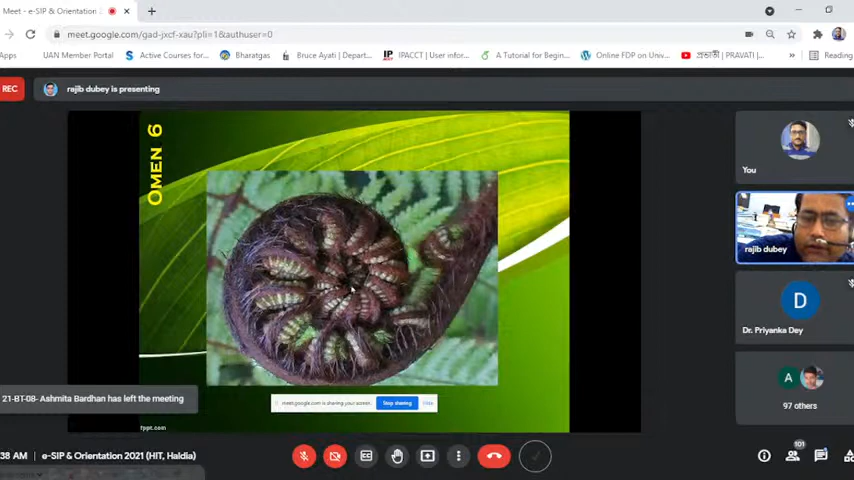 Meet - e-SIP & Orientation
meet.google.com/gad-jxcf-xau?pli=1&authuser=0
Apps
UAN Member Portal
Active Courses for...
Bharatgas
Bruce Ayati | Depart...
IPACCT | User infor...
A Tutorial for Begin...
Online FDP on Univ...
PRAVATI |...
»
Reading
REC
rajib dubey is presenting
OMEN 6
You
rajib dubey
D
Dr. Priyanka Dey
A
97 others
21-BT-08- Ashmita Bardhan has left the meeting
meet.google.com is sharing your screen.
Stop sharing
Hide
fppt.com
38 AM
e-SIP & Orientation 2021 (HIT, Haldia)
101